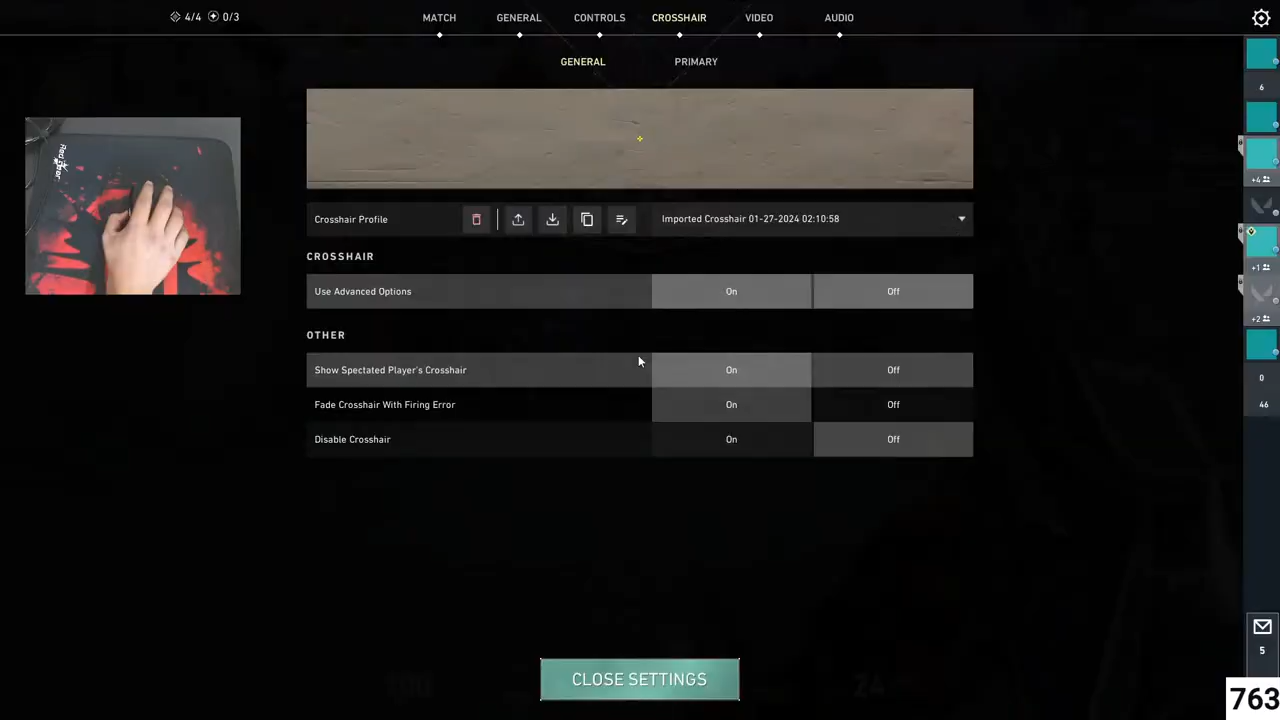 4/4 0/3
MATCH GENERAL CONTROLS CROSSHAIR VIDEO AUDIO
GENERAL PRIMARY
6
+4
Crosshair Profile Imported Crosshair 01-27-2024 02:10:58
CROSSHAIR
+1
Use Advanced Options On Off
+2
OTHER
Show Spectated Player's Crosshair On Off
0
Fade Crosshair With Firing Error On Off
46
Disable Crosshair On Off
5
CLOSE SETTINGS
763